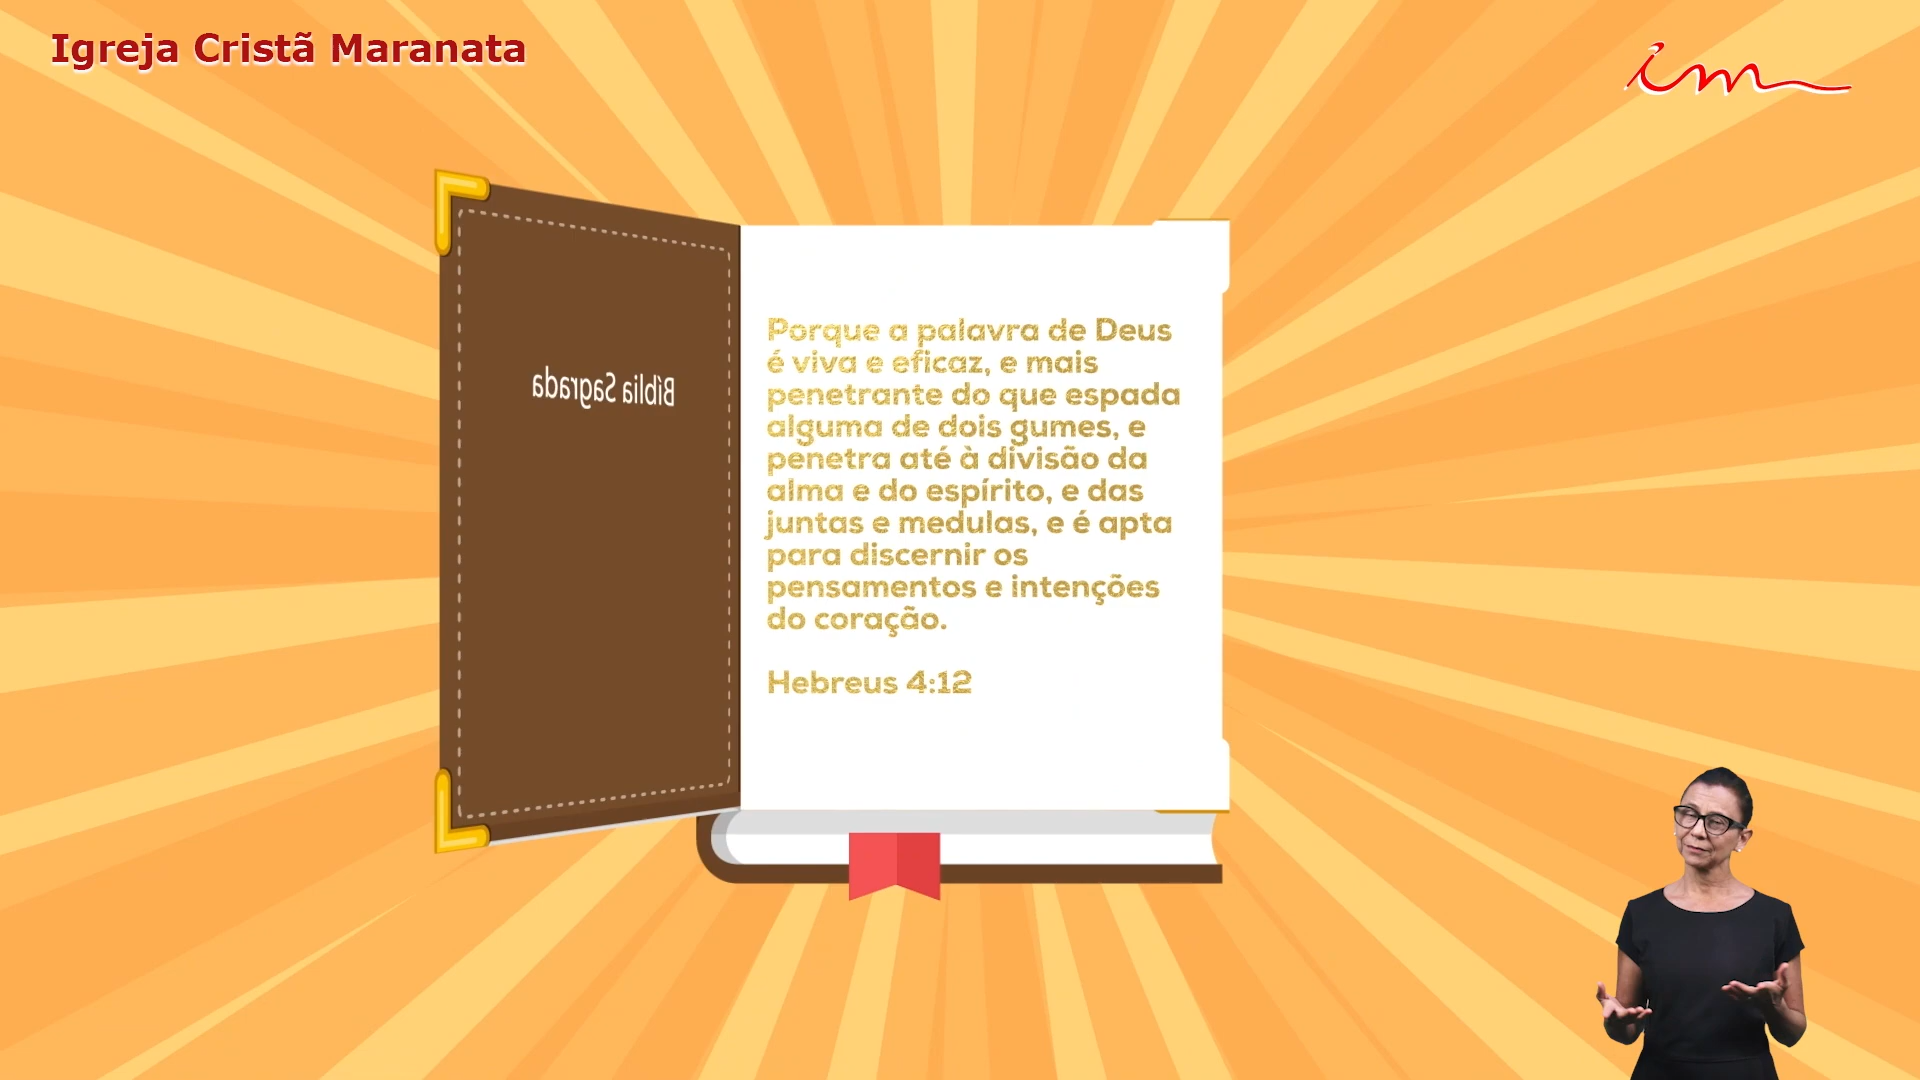 Igreja Cristã Maranata
im
Bíblia Sagrada
Porque a palavra de Deus
é viva e eficaz, e mais
penetrante do que espada
alguma de dois gumes, e
penetra até à divisão da
alma e do espírito, e das
juntas e medulas, e é apta
para discernir os
pensamentos e intenções
do coração.
Hebreus 4:12